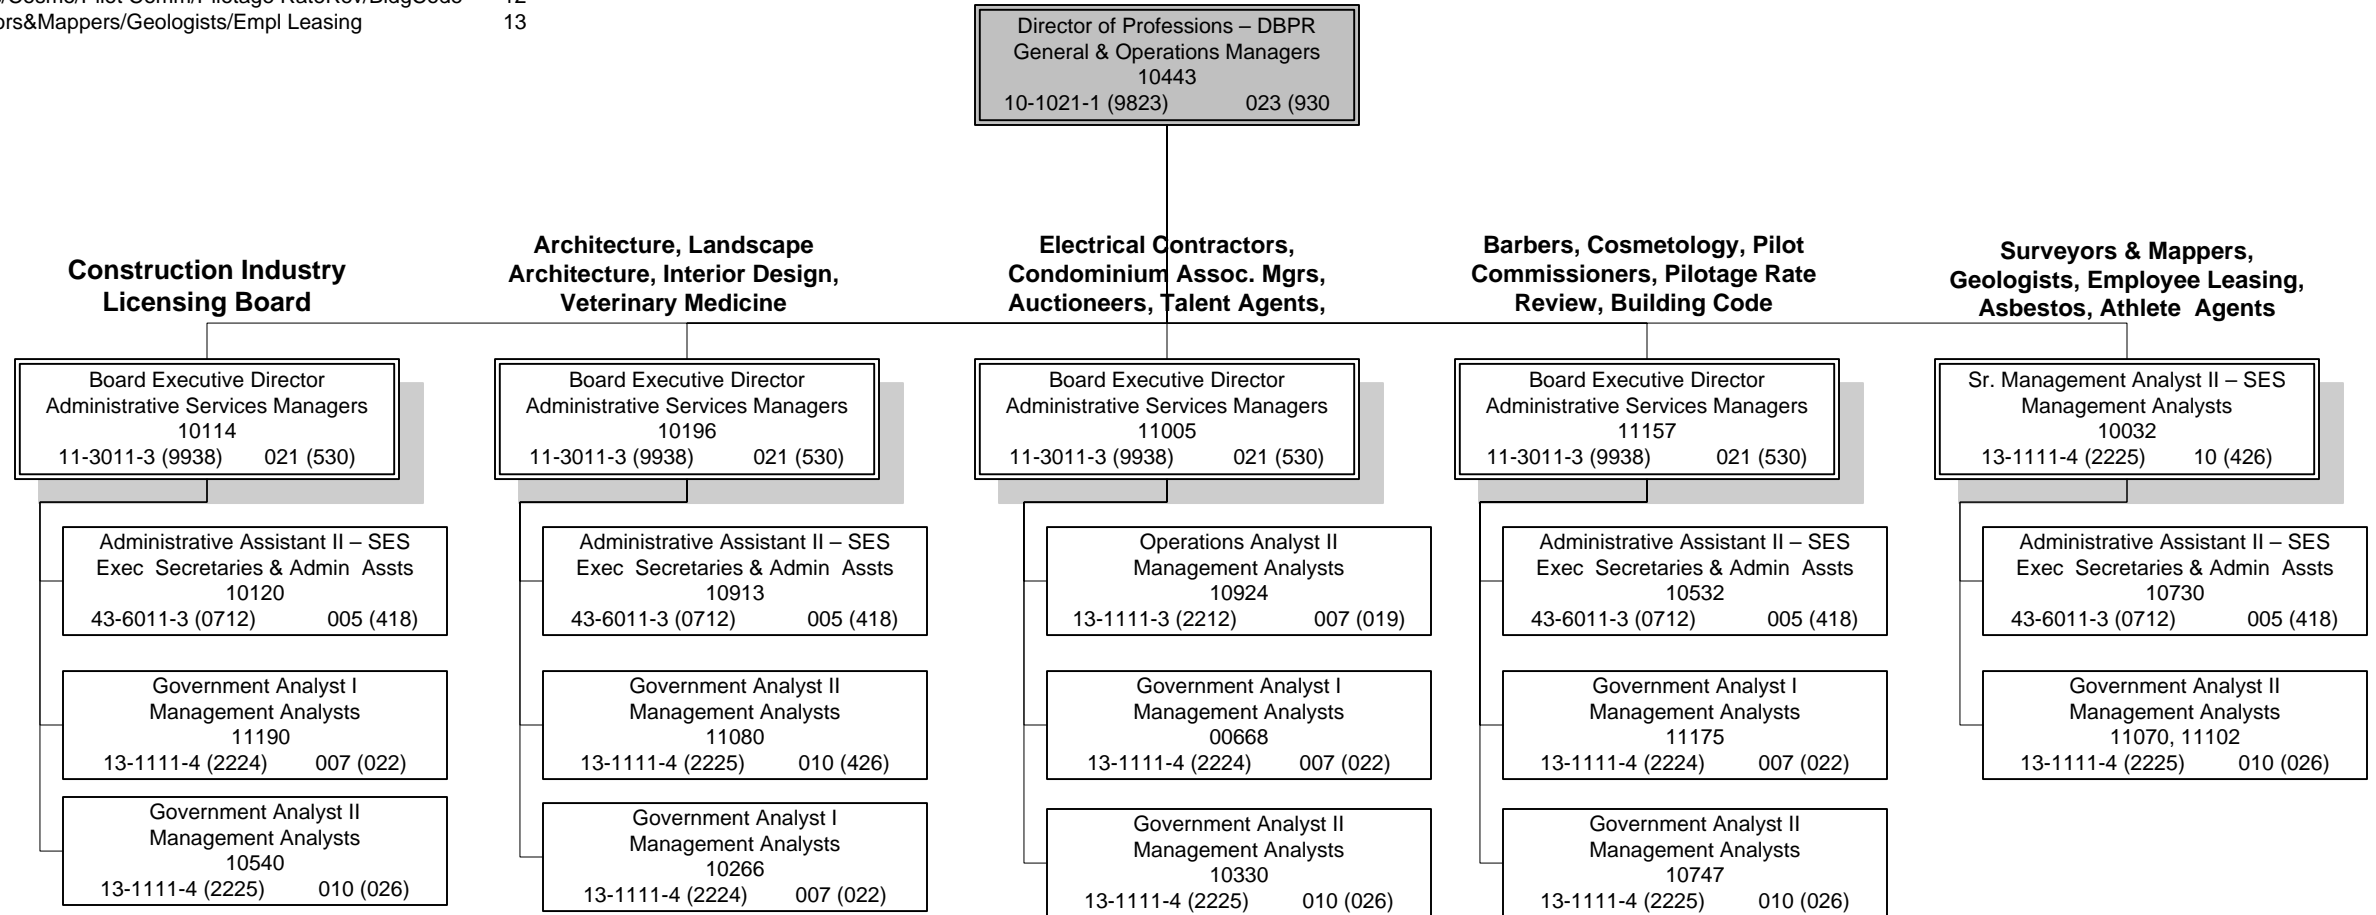 ors&Mappers/Geologists/Empl Leasing 13
Director of Professions – DBPR
General & Operations Managers
10443
10-1021-1 (9823) 023 (930
Construction Industry
Licensing Board
Architecture, Landscape
Architecture, Interior Design,
Veterinary Medicine
Electrical Contractors,
Condominium Assoc. Mgrs,
Auctioneers, Talent Agents,
Barbers, Cosmetology, Pilot
Commissioners, Pilotage Rate
Review, Building Code
Surveyors & Mappers,
Geologists, Employee Leasing,
Asbestos, Athlete Agents
Board Executive Director
Administrative Services Managers
10114
11-3011-3 (9938) 021 (530)
Board Executive Director
Administrative Services Managers
10196
11-3011-3 (9938) 021 (530)
Board Executive Director
Administrative Services Managers
11005
11-3011-3 (9938) 021 (530)
Board Executive Director
Administrative Services Managers
11157
11-3011-3 (9938) 021 (530)
Sr. Management Analyst II – SES
Management Analysts
10032
13-1111-4 (2225) 10 (426)
Administrative Assistant II – SES
Exec Secretaries & Admin Assts
10120
43-6011-3 (0712) 005 (418)
Administrative Assistant II – SES
Exec Secretaries & Admin Assts
10913
43-6011-3 (0712) 005 (418)
Operations Analyst II
Management Analysts
10924
13-1111-3 (2212) 007 (019)
Administrative Assistant II – SES
Exec Secretaries & Admin Assts
10532
43-6011-3 (0712) 005 (418)
Administrative Assistant II – SES
Exec Secretaries & Admin Assts
10730
43-6011-3 (0712) 005 (418)
Government Analyst I
Management Analysts
11190
13-1111-4 (2224) 007 (022)
Government Analyst II
Management Analysts
11080
13-1111-4 (2225) 010 (426)
Government Analyst I
Management Analysts
00668
13-1111-4 (2224) 007 (022)
Government Analyst I
Management Analysts
11175
13-1111-4 (2224) 007 (022)
Government Analyst II
Management Analysts
11070, 11102
13-1111-4 (2225) 010 (026)
Government Analyst II
Management Analysts
10540
13-1111-4 (2225) 010 (026)
Government Analyst I
Management Analysts
10266
13-1111-4 (2224) 007 (022)
Government Analyst II
Management Analysts
10330
13-1111-4 (2225) 010 (026)
Government Analyst II
Management Analysts
10747
13-1111-4 (2225) 010 (026)